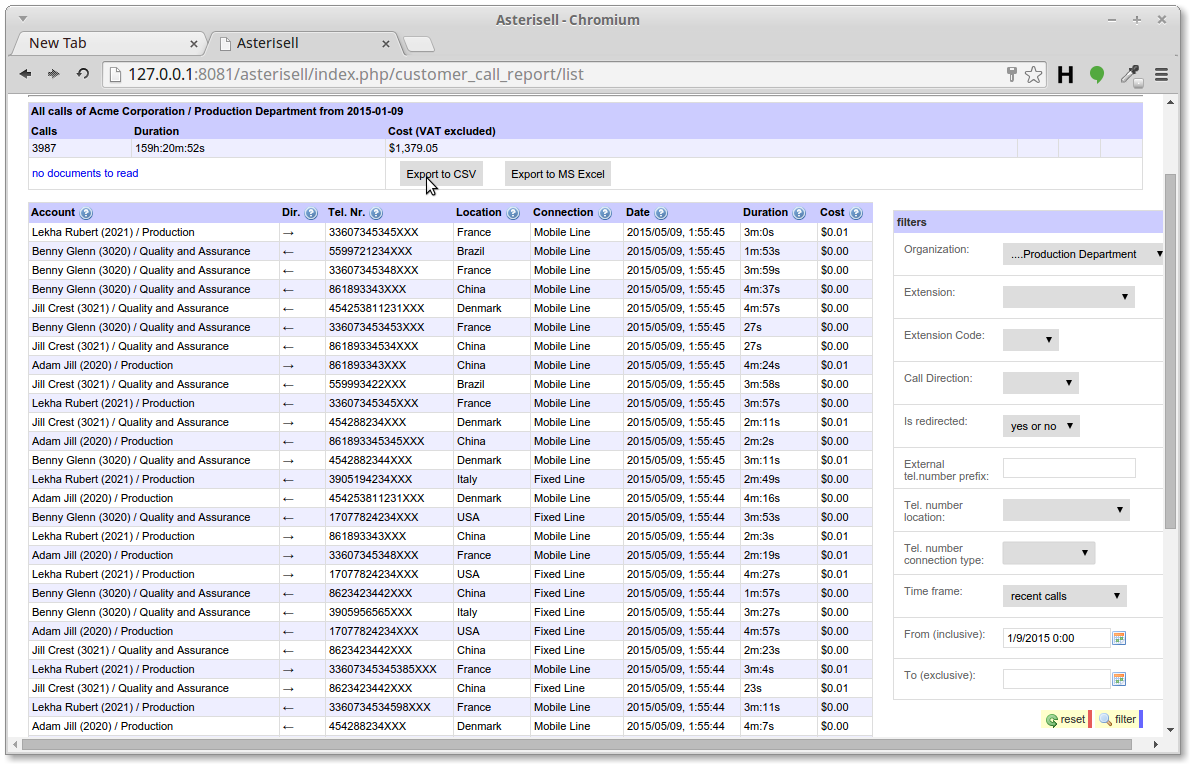 Asterisell - Chromium
New Tab
Asterisell
127.0.0.1:8081/asterisell/index.php/customer_call_report/list
All calls of Acme Corporation / Production Department from 2015-01-09
Calls Duration Cost (VAT excluded)
3987 159h:20m:52s $1,379.05
no documents to read Export to CSV Export to MS Excel
Account Dir. Tel. Nr. Location Connection Date Duration Cost
Lekha Rubert (2021) / Production → 33607345345XXX France Mobile Line 2015/05/09, 1:55:45 3m:0s $0.01
Benny Glenn (3020) / Quality and Assurance ← 5599721234XXX Brazil Mobile Line 2015/05/09, 1:55:45 1m:53s $0.00
Benny Glenn (3020) / Quality and Assurance ← 33607345348XXX France Mobile Line 2015/05/09, 1:55:45 3m:59s $0.00
Benny Glenn (3020) / Quality and Assurance ← 861893343XXX China Mobile Line 2015/05/09, 1:55:45 4m:37s $0.00
Jill Crest (3021) / Quality and Assurance ← 454253811231XXX Denmark Mobile Line 2015/05/09, 1:55:45 4m:57s $0.00
Benny Glenn (3020) / Quality and Assurance ← 336073453453XXX France Mobile Line 2015/05/09, 1:55:45 27s $0.00
Jill Crest (3021) / Quality and Assurance ← 86189334534XXX China Mobile Line 2015/05/09, 1:55:45 27s $0.00
Adam Jill (2020) / Production → 861893343XXX China Mobile Line 2015/05/09, 1:55:45 4m:24s $0.01
Jill Crest (3021) / Quality and Assurance ← 559993422XXX Brazil Mobile Line 2015/05/09, 1:55:45 3m:58s $0.00
Lekha Rubert (2021) / Production ← 33607345345XXX France Mobile Line 2015/05/09, 1:55:45 3m:57s $0.00
Jill Crest (3021) / Quality and Assurance → 454288234XXX Denmark Mobile Line 2015/05/09, 1:55:45 2m:11s $0.01
Adam Jill (2020) / Production ← 861893345345XXX China Mobile Line 2015/05/09, 1:55:45 2m:2s $0.00
Benny Glenn (3020) / Quality and Assurance → 4542882344XXX Denmark Mobile Line 2015/05/09, 1:55:45 3m:11s $0.01
Lekha Rubert (2021) / Production ← 3905194234XXX Italy Fixed Line 2015/05/09, 1:55:45 2m:49s $0.00
Adam Jill (2020) / Production ← 454253811231XXX Denmark Mobile Line 2015/05/09, 1:55:44 4m:16s $0.00
Benny Glenn (3020) / Quality and Assurance ← 17077824234XXX USA Fixed Line 2015/05/09, 1:55:44 3m:53s $0.00
Lekha Rubert (2021) / Production → 861893343XXX China Mobile Line 2015/05/09, 1:55:44 2m:3s $0.01
Adam Jill (2020) / Production ← 33607345348XXX France Mobile Line 2015/05/09, 1:55:44 2m:19s $0.00
Lekha Rubert (2021) / Production → 17077824234XXX USA Fixed Line 2015/05/09, 1:55:44 4m:27s $0.01
Benny Glenn (3020) / Quality and Assurance ← 8623423442XXX China Fixed Line 2015/05/09, 1:55:44 1m:57s $0.00
Benny Glenn (3020) / Quality and Assurance ← 3905956565XXX Italy Fixed Line 2015/05/09, 1:55:44 3m:27s $0.00
Adam Jill (2020) / Production ← 17077824234XXX USA Fixed Line 2015/05/09, 1:55:44 4m:57s $0.00
Jill Crest (3021) / Quality and Assurance ← 8623423442XXX China Fixed Line 2015/05/09, 1:55:44 2m:23s $0.00
Lekha Rubert (2021) / Production → 33607345345385XXX France Mobile Line 2015/05/09, 1:55:44 3m:4s $0.01
Jill Crest (3021) / Quality and Assurance → 8623423442XXX China Fixed Line 2015/05/09, 1:55:44 23s $0.01
Lekha Rubert (2021) / Production ← 3360734534598XXX France Mobile Line 2015/05/09, 1:55:44 3m:11s $0.00
Adam Jill (2020) / Production ← 454288234XXX Denmark Mobile Line 2015/05/09, 1:55:44 4m:7s $0.00
filters
Organization: ....Production Department
Extension:
Extension Code:
Call Direction:
Is redirected: yes or no
External
tel.number prefix:
Tel. number
location:
Tel. number
connection type:
Time frame: recent calls
From (inclusive): 1/9/2015 0:00
To (exclusive):
reset filter